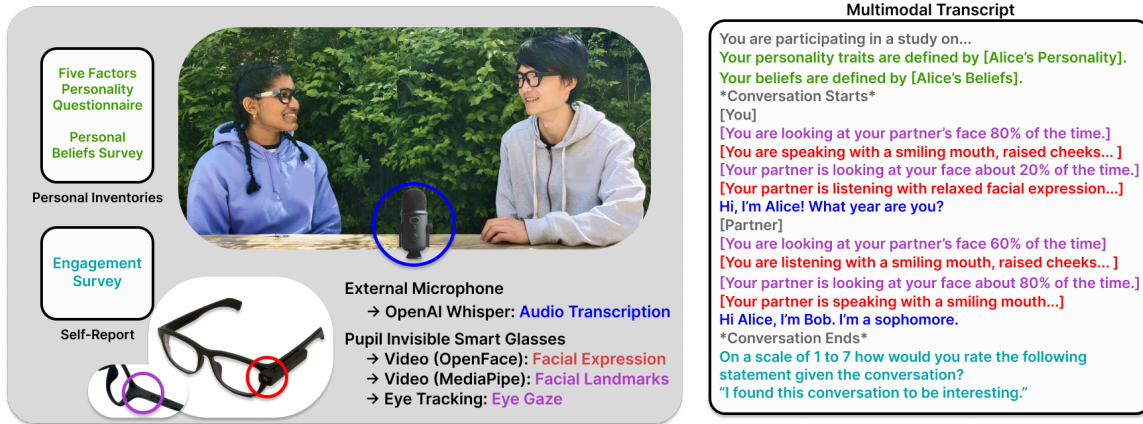 Five Factors
Personality
Questionnaire
Personal
Beliefs Survey
Personal Inventories
Engagement
Survey
Self-Report
External Microphone
→ OpenAI Whisper: Audio Transcription
Pupil Invisible Smart Glasses
→ Video (OpenFace): Facial Expression
→ Video (MediaPipe): Facial Landmarks
→ Eye Tracking: Eye Gaze
Multimodal Transcript
You are participating in a study on...
Your personality traits are defined by [Alice's Personality].
Your beliefs are defined by [Alice's Beliefs].
*Conversation Starts*
[You]
[You are looking at your partner's face 80% of the time.]
[You are speaking with a smiling mouth, raised cheeks... ]
[Your partner is looking at your face about 20% of the time.]
[Your partner is listening with relaxed facial expression...]
Hi, I'm Alice! What year are you?
[Partner]
[You are looking at your partner's face 60% of the time]
[You are listening with a smiling mouth, raised cheeks... ]
[Your partner is looking at your face about 80% of the time.]
[Your partner is speaking with a smiling mouth...]
Hi Alice, I'm Bob. I'm a sophomore.
*Conversation Ends*
On a scale of 1 to 7 how would you rate the following
statement given the conversation?
"I found this conversation to be interesting."